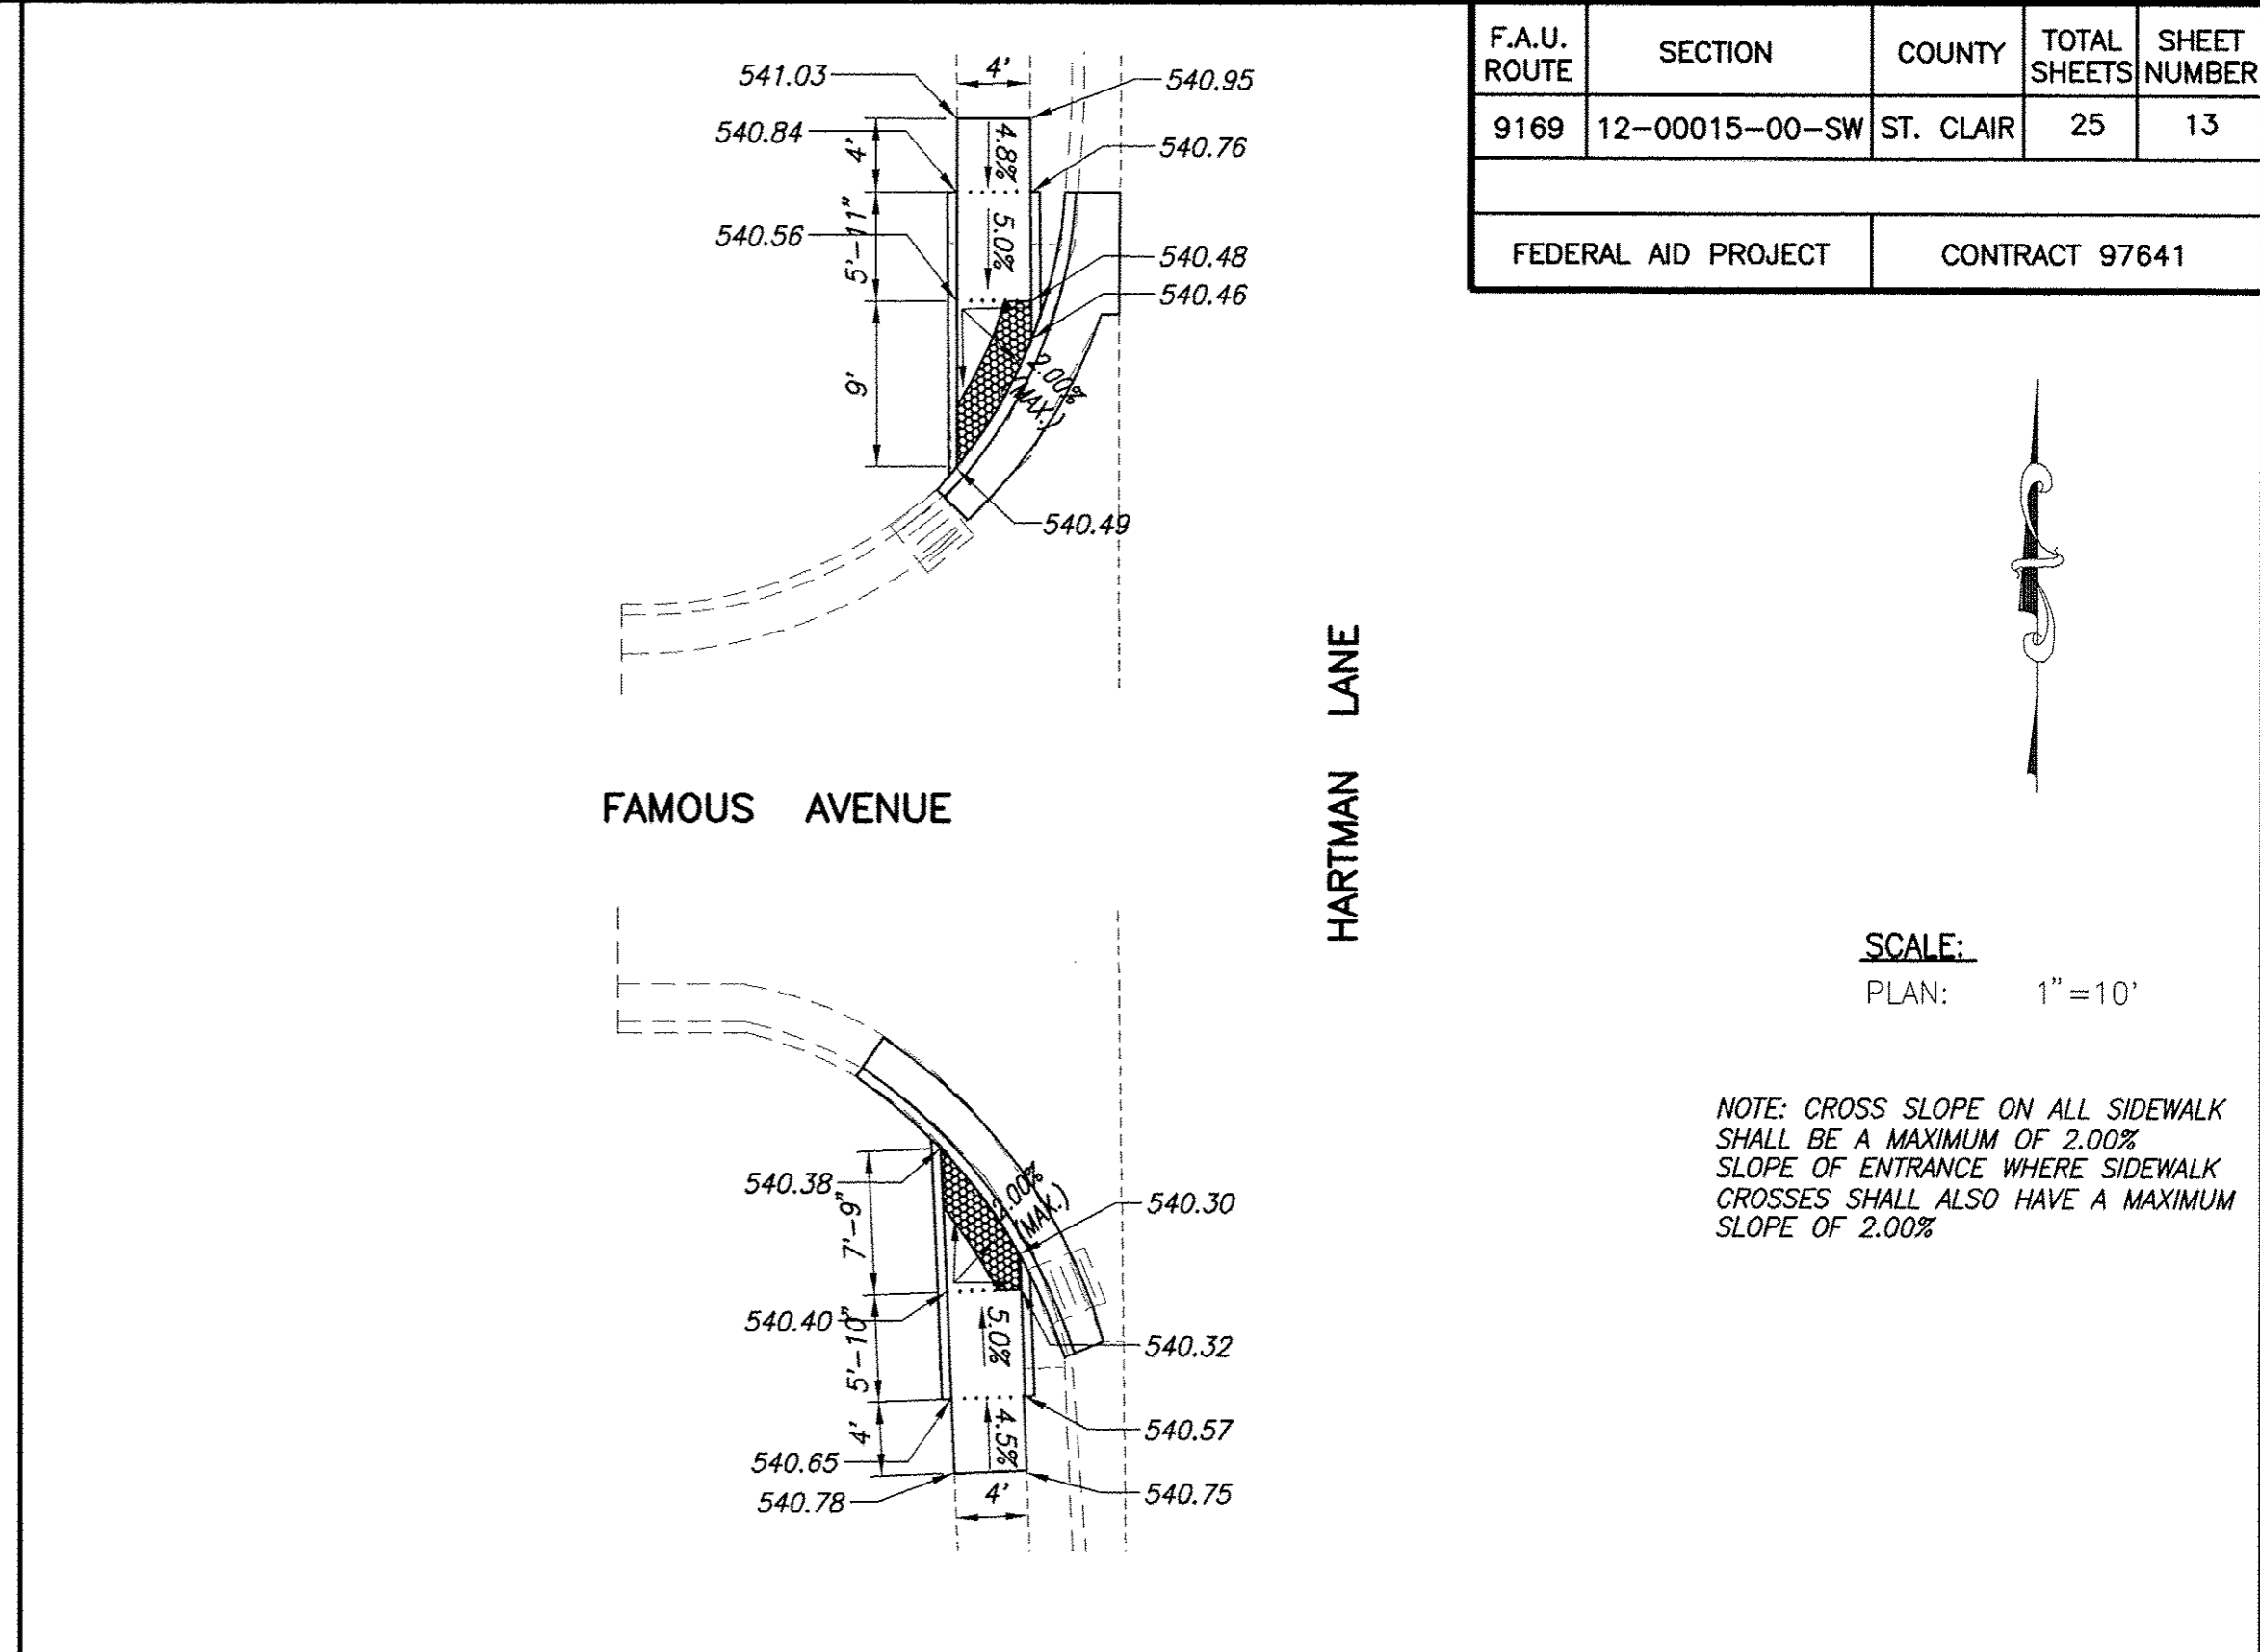 F.A.U. ROUTE
SECTION
COUNTY
TOTAL SHEETS
SHEET NUMBER
9169
12-00015-00-SW
ST. CLAIR
25
13
FEDERAL AID PROJECT
CONTRACT 97641
4'
541.03
540.95
540.84
540.76
4'
4.8%
5'-11"
5.0%
540.56
540.48
540.46
9'
2.00%
(MAX.)
540.49
HARTMAN LANE
FAMOUS AVENUE
SCALE:
PLAN: 1"=10'
NOTE: CROSS SLOPE ON ALL SIDEWALK
SHALL BE A MAXIMUM OF 2.00%
SLOPE OF ENTRANCE WHERE SIDEWALK
CROSSES SHALL ALSO HAVE A MAXIMUM
SLOPE OF 2.00%
540.38
7'-9"
2.00%
(MAX.)
540.30
540.40
5'-10"
5.0%
540.32
4'
4.5%
540.57
540.65
540.78
4'
540.75